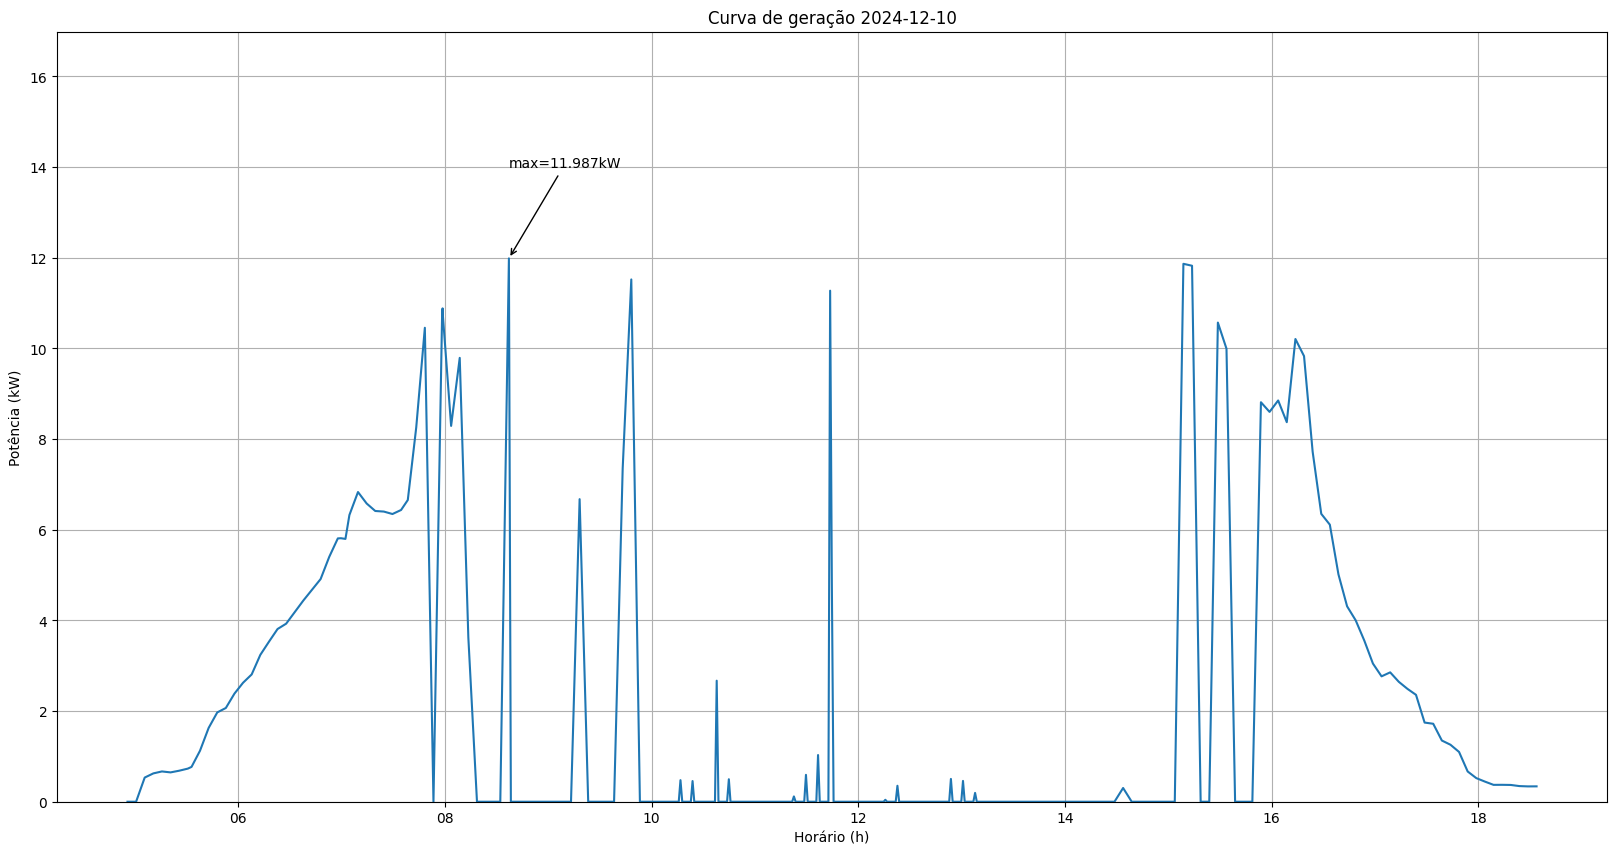 Curva de geração 2024-12-10
16
14
12
10
8
6
4
2
0
Potência (kW)
max=11.987kW
06 08 10 12 14 16 18
Horário (h)